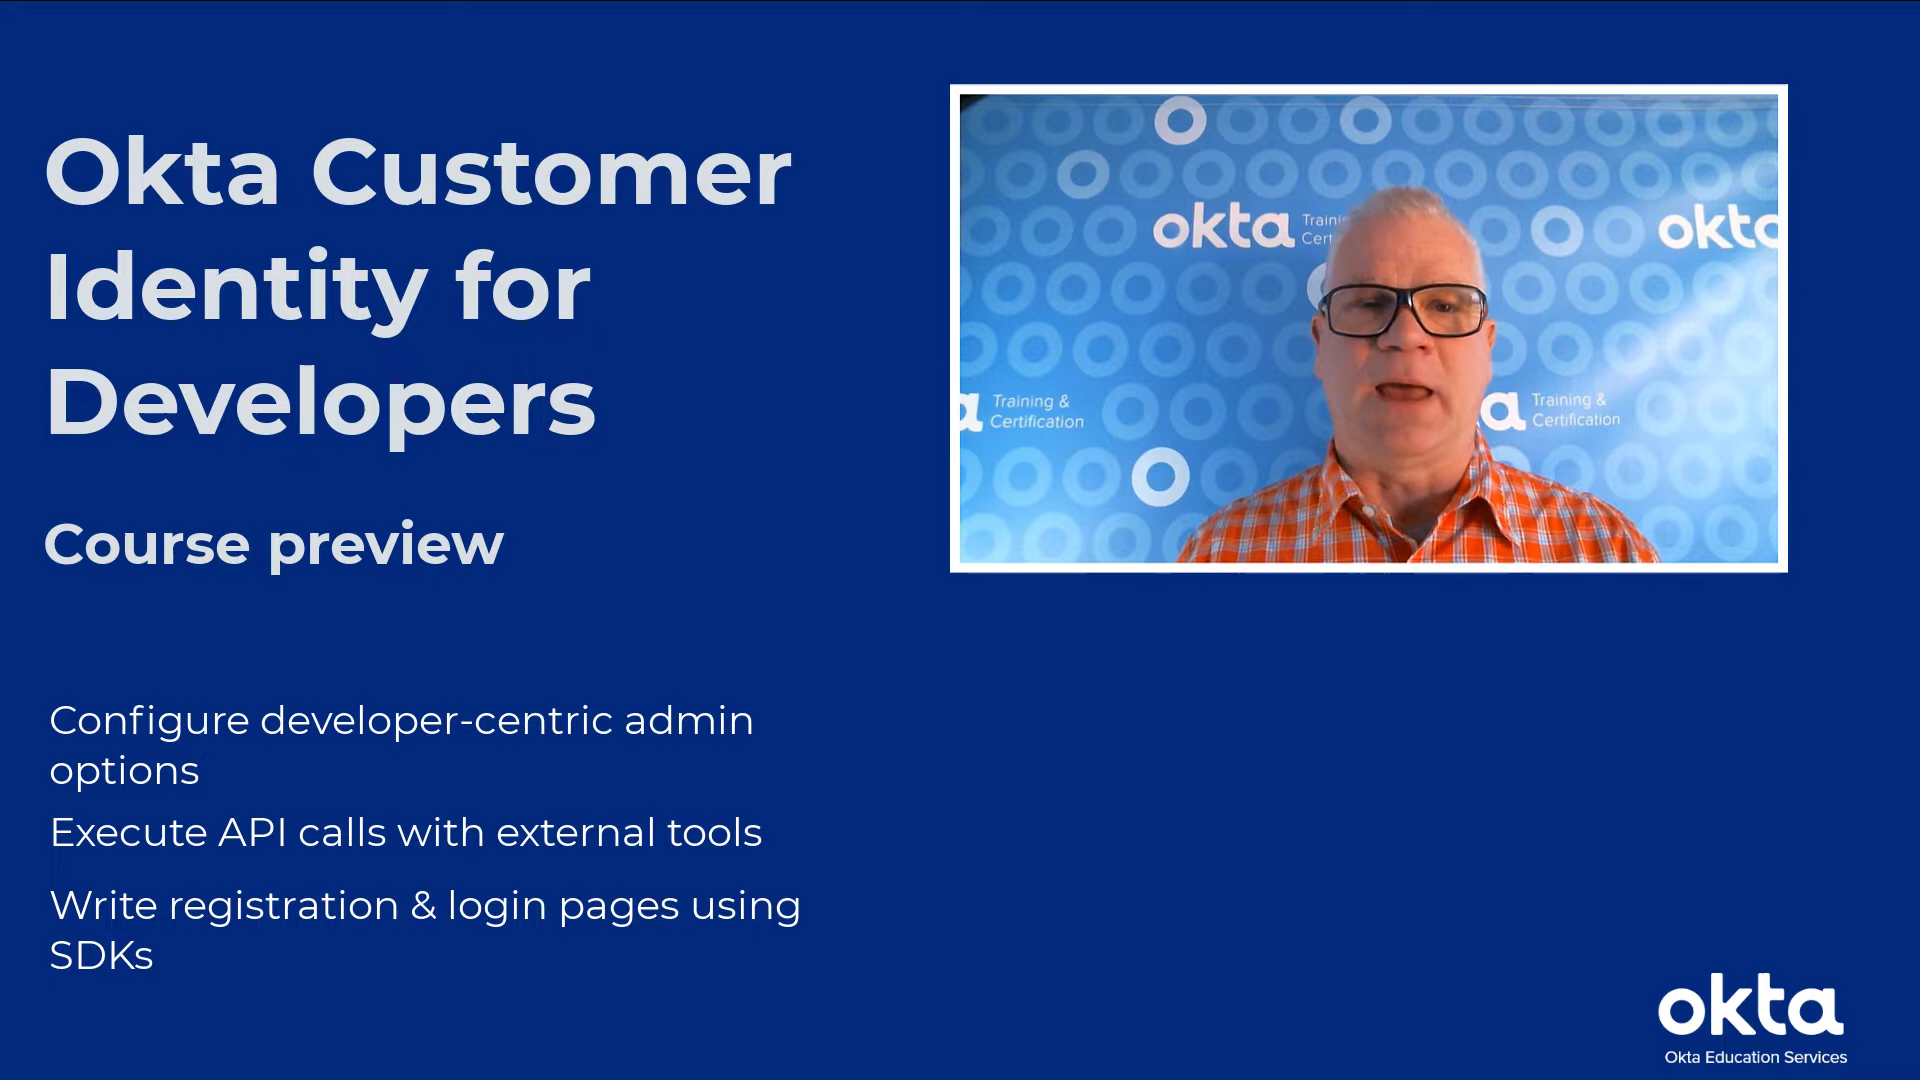 Okta Customer
Identity for
Developers
Course preview
Configure developer-centric admin
options
Execute API calls with external tools
Write registration & login pages using
SDKs
okta
okta
Training &
Certification
Training &
Certification
okta
Okta Education Services